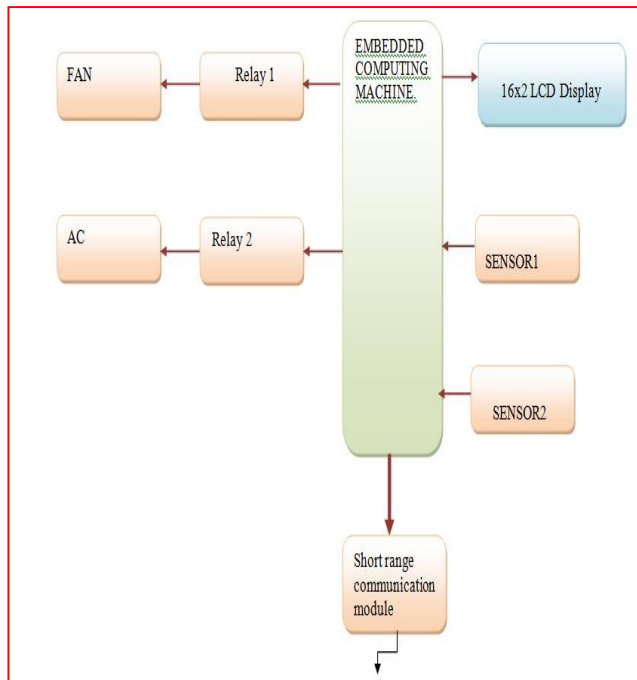 FAN
Relay 1
EMBEDDED
COMPUTING
MACHINE.
16x2 LCD Display
AC
Relay 2
SENSOR1
SENSOR2
Short range
communication
module